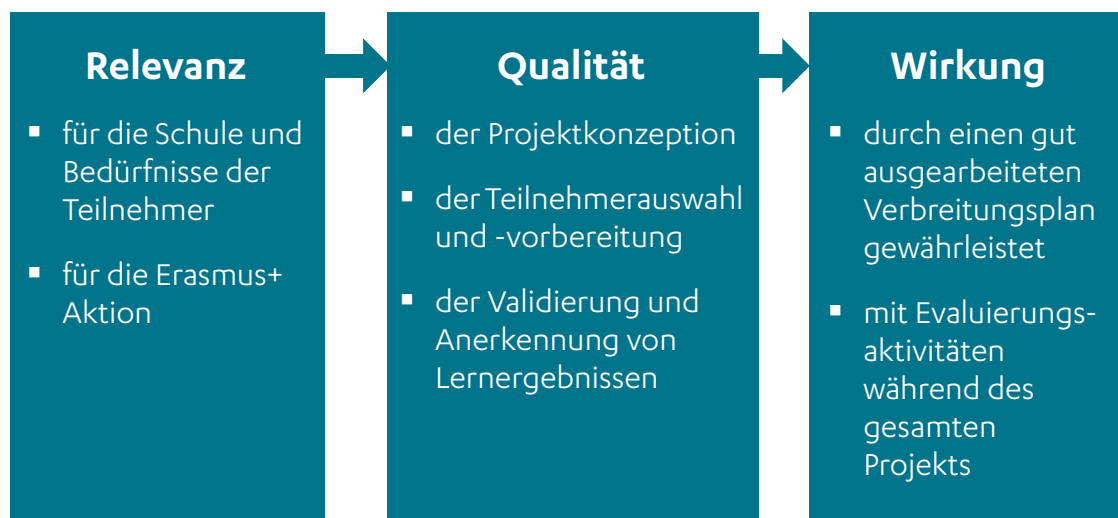 Relevanz
▪ für die Schule und
Bedürfnisse der
Teilnehmer
▪ für die Erasmus+
Aktion
Qualität
▪ der Projektkonzeption
▪ der Teilnehmerauswahl
und -vorbereitung
▪ der Validierung und
Anerkennung von
Lernergebnissen
Wirkung
▪ durch einen gut
ausgearbeiteten
Verbreitungsplan
gewährleistet
▪ mit Evaluierungs-
aktivitäten
während des
gesamten
Projekts